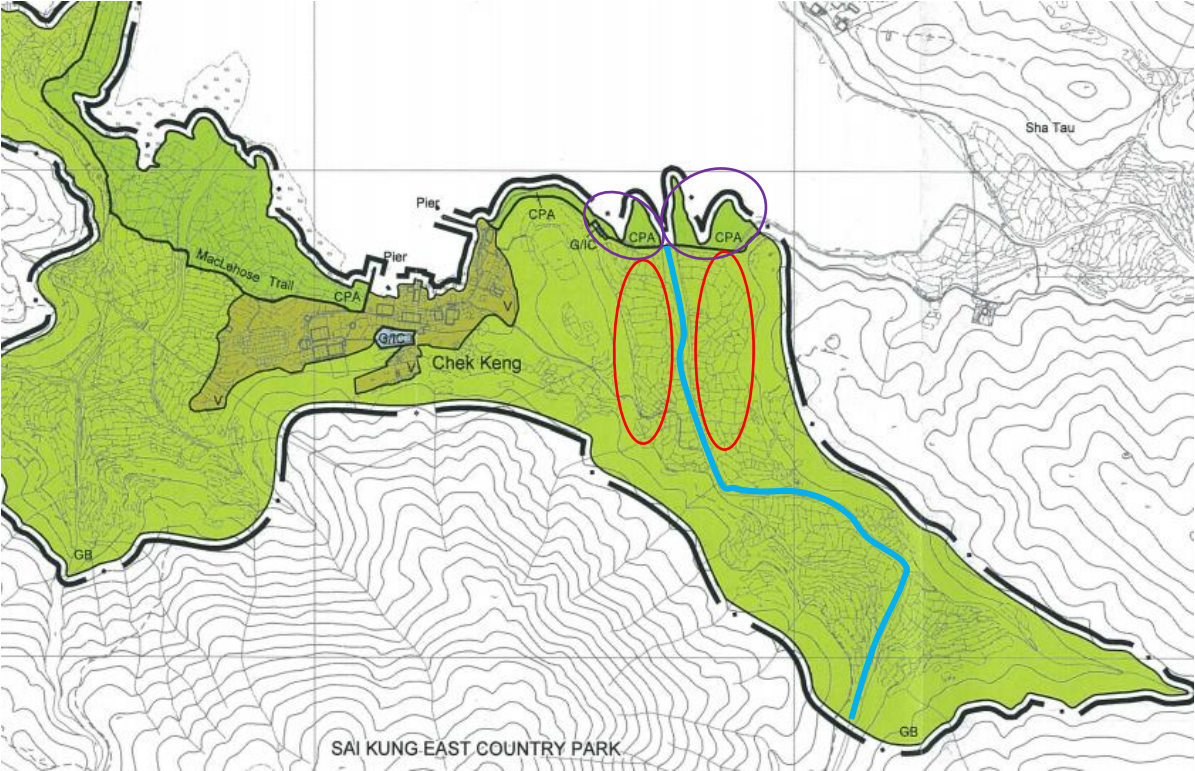 Sha Tau
Pier
CPA
G/IC
CPA
CPA
Pier
MacLehose Trail
CPA
V
G/IC
Chek Keng
V
V
GB
GB
SAI KUNG EAST COUNTRY PARK